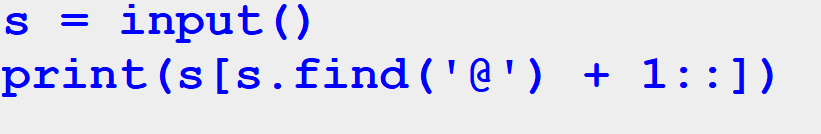 s = input()
print(s[s.find('@') + 1::])